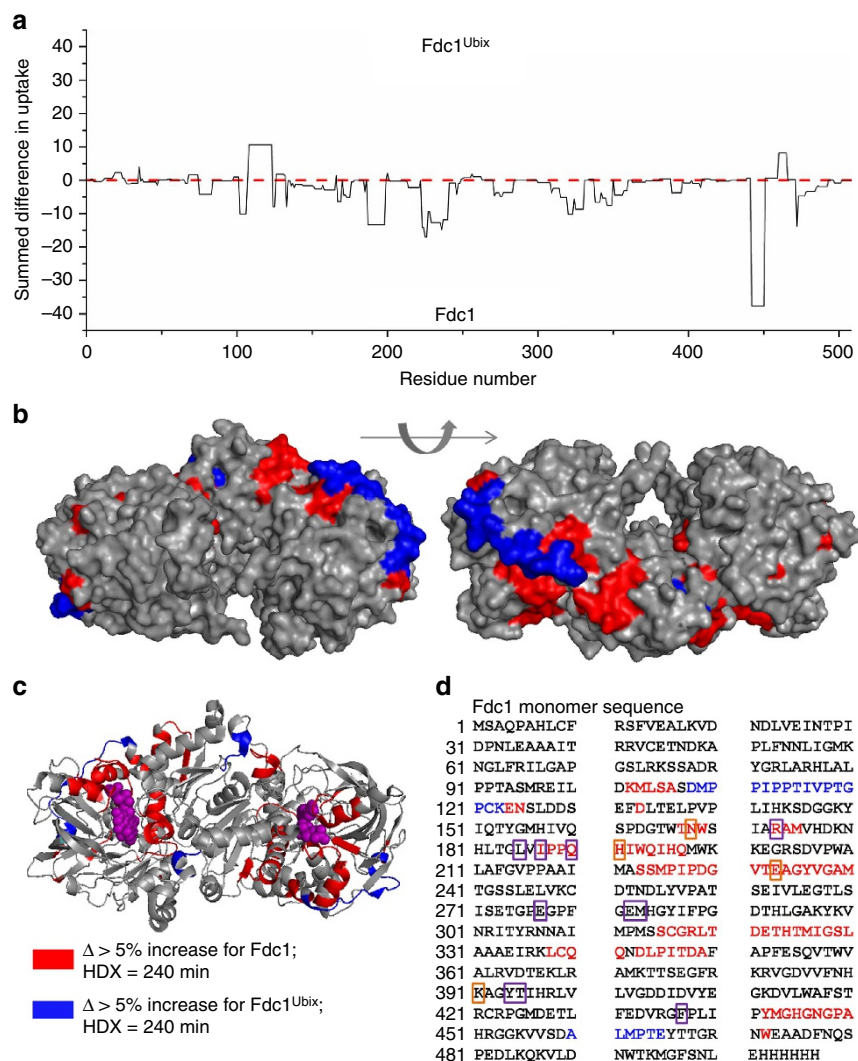 a
Fdc1Ubix
Summed difference in uptake
40
30
20
10
0
−10
−20
−30
−40
Fdc1
0 100 200 300 400 500
Residue number
b
c
Δ > 5% increase for Fdc1;
HDX = 240 min
Δ > 5% increase for Fdc1Ubix;
HDX = 240 min
d
Fdc1 monomer sequence
1 MSAQPAHLCF RSFVEALKVD NDLVEINTPI
31 DPNLEAAAIT RRVCETNDKA PLFNNLIGMK
61 NGLFRILGAP GSLRKSSADR YGRLARHLAL
91 PPTASMREIL DKMLSASDMP PIPPTIVPTG
121 PCKENSLDDS EFDLTELPVP LIHKSDGGKY
151 IQTYGMHIVQ SPDGTWTNWS IARAMVHDKN
181 HLTGLVIPPQ HIWQIHQMWK KEGRSDVPWA
211 LAFGVPPAAI MASSMPIPDG VTEAGYVGAM
241 TGSSLELVKC DTNDLYVPAT SEIVLEGTLS
271 ISETGPEGPF GEMHGYIFPG DTHLGAKYKV
301 NRITYRNNAI MPMSSCGRLT DETHTMIGSL
331 AAAEIRKLCQ QNDLPITDAF APFESQVTWV
361 ALRVDTEKLR AMKTTSEGFR KRVGDVVFNH
391 KAGYTIHRLV LVGDDIDVYE GKDVLWAFST
421 RCRPGMDETL FEDVRGFPLI PYMGHGNGPA
451 HRGGKVVSDA LMPTEYTTGR NWEAADFNQS
481 PEDLKQKVLD NWTKMGFSNL EHHHHHH